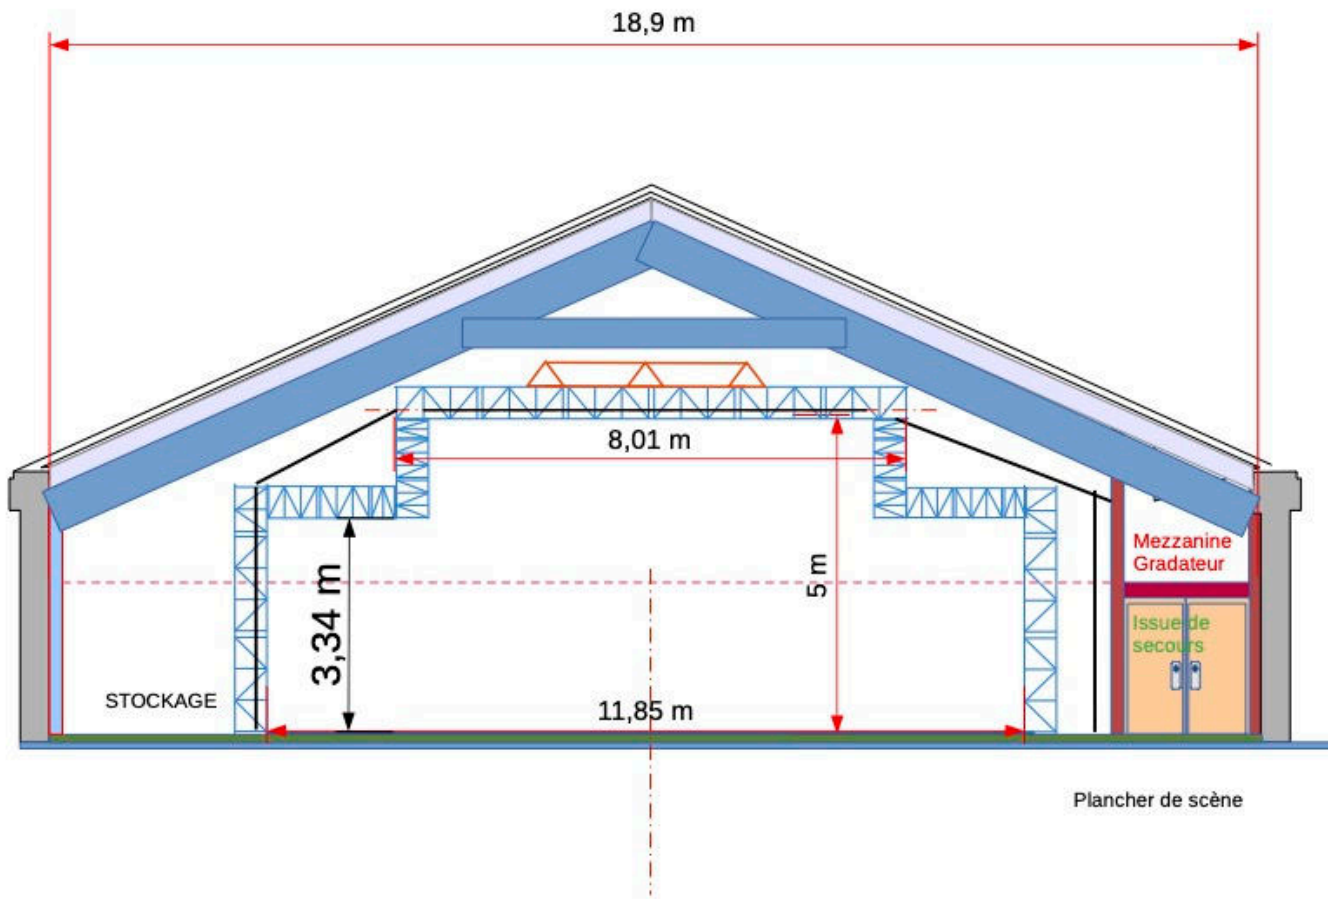 18,9 m
8,01 m
Mezzanine
Gradateur
5 m
3,34 m
Issue de
secours
STOCKAGE
11,85 m
Plancher de scène